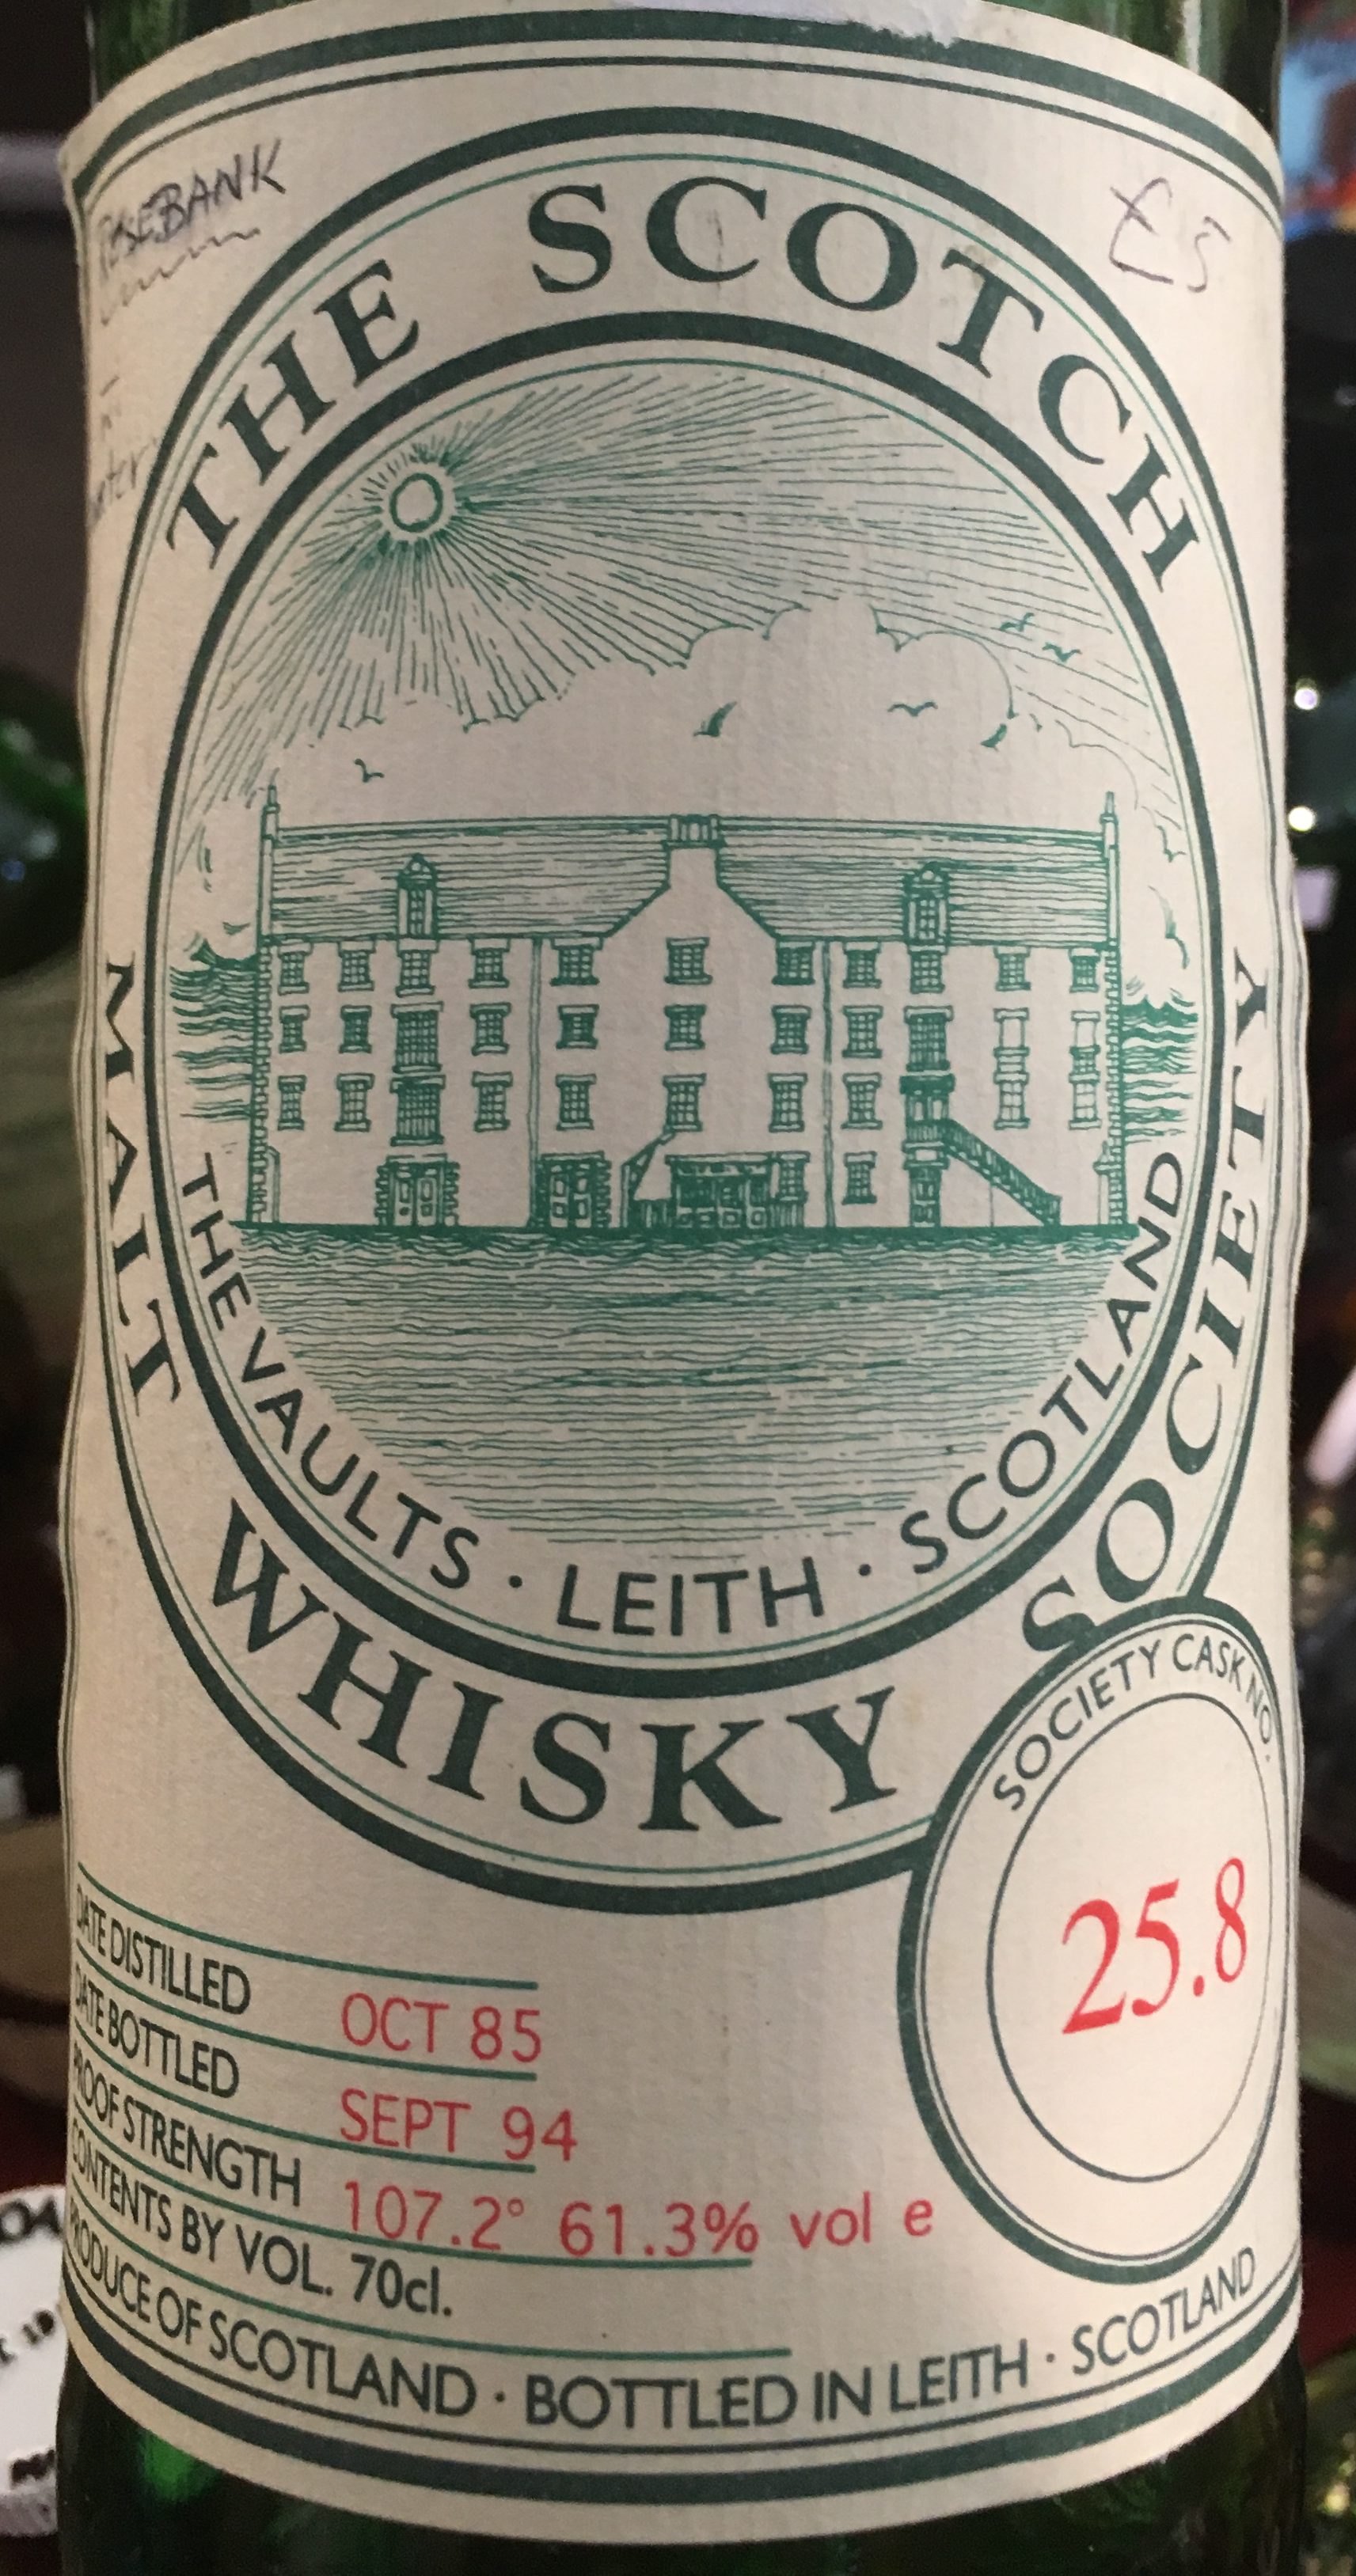 ROSEBANK
£5
THE SCOTCH
MALT WHISKY SOCIETY
THE VAULTS · LEITH · SCOTLAND
SOCIETY CASK NO.
25.8
DATE DISTILLED OCT 85
DATE BOTTLED SEPT 94
PROOF STRENGTH 107.2° 61.3% vol e
CONTENTS BY VOL. 70cl.
PRODUCE OF SCOTLAND · BOTTLED IN LEITH · SCOTLAND